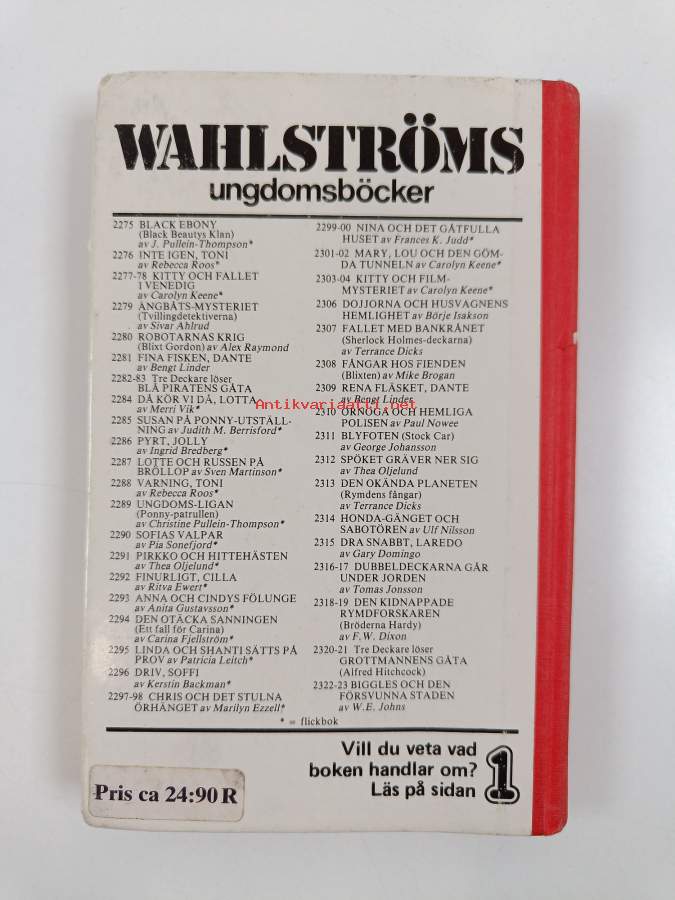 WAHLSTRÖMS
ungdomsböcker
2275 BLACK EBONY
(Black Beautys Klan)
av J. Pullein-Thompson*
2276 INTE IGEN, TONI
av Rebecca Roos*
2277-78 KITTY OCH FALLET
I VENEDIG
av Carolyn Keene*
2279 ÅNGBÅTS-MYSTERIET
(Tvillingdetektiverna)
av Sivar Ahlrud
2280 ROBOTARNAS KRIG
(Blixt Gordon) av Alex Raymond
2281 FINA FISKEN, DANTE
av Bengt Linder
2282-83 Tre Deckare löser
BLÅ PIRATENS GÅTA
2284 DÅ KÖR VI DÅ, LOTTA
av Merri Vik*
2285 SUSAN PÅ PONNY-UTSTÄLL-
NING av Judith M. Berrisford*
2286 PYRT, JOLLY
av Ingrid Bredberg*
2287 LOTTE OCH RUSSEN PÅ
BRÖLLOP av Sven Martinson*
2288 VARNING, TONI
av Rebecca Roos*
2289 UNGDOMS-LIGAN
(Ponny-patrullen)
av Christine Pullein-Thompson*
2290 SOFIAS VALPAR
av Pia Sonefjord*
2291 PIRKKO OCH HITTEHÄSTEN
av Thea Oljelund*
2292 FINURLIGT, CILLA
av Ritva Ewert*
2293 ANNA OCH CINDYS FÖLUNGE
av Anita Gustavsson*
2294 DEN OTÄCKA SANNINGEN
(Ett fall för Carina)
av Carina Fjellström*
2295 LINDA OCH SHANTI SÄTTS PÅ
PROV av Patricia Leitch*
2296 DRIV, SOFFI
av Kerstin Backman*
2297-98 CHRIS OCH DET STULNA
ÖRHÄNGET av Marilyn Ezzell*
2299-00 NINA OCH DET GÅTFULLA
HUSET av Frances K. Judd*
2301-02 MARY, LOU OCH DEN GÖM-
DA TUNNELN av Carolyn Keene*
2303-04 KITTY OCH FILM-
MYSTERIET av Carolyn Keene*
2306 DOJJORNA OCH HUSVAGNENS
HEMLIGHET av Börje Isakson
2307 FALLET MED BANKRÅNET
(Sherlock Holmes-deckarna)
av Terrance Dicks
2308 FÅNGAR HOS FIENDEN
(Blixten) av Mike Brogan
2309 RENA FLÄSKET, DANTE
av Bengt Linder
Antikvariaatti.net
2310 ÖRNÖGA OCH HEMLIGA
POLISEN av Paul Nowee
2311 BLYFOTEN (Stock Car)
av George Johansson
2312 SPÖKET GRÄVER NER SIG
av Thea Oljelund
2313 DEN OKÄNDA PLANETEN
(Rymdens fångar)
av Terrance Dicks
2314 HONDA-GÄNGET OCH
SABOTÖREN av Ulf Nilsson
2315 DRA SNABBT, LAREDO
av Gary Domingo
2316-17 DUBBELDECKARNA GÅR
UNDER JORDEN
av Tomas Jonsson
2318-19 DEN KIDNAPPADE
RYMDFORSKAREN
(Bröderna Hardy)
av F.W. Dixon
2320-21 Tre Deckare löser
GROTTMANNENS GÅTA
(Alfred Hitchcock)
2322-23 BIGGLES OCH DEN
FÖRSVUNNA STADEN
av W.E. Johns
* = flickbok
Vill du veta vad
boken handlar om?
Läs på sidan 1
Pris ca 24:90 R